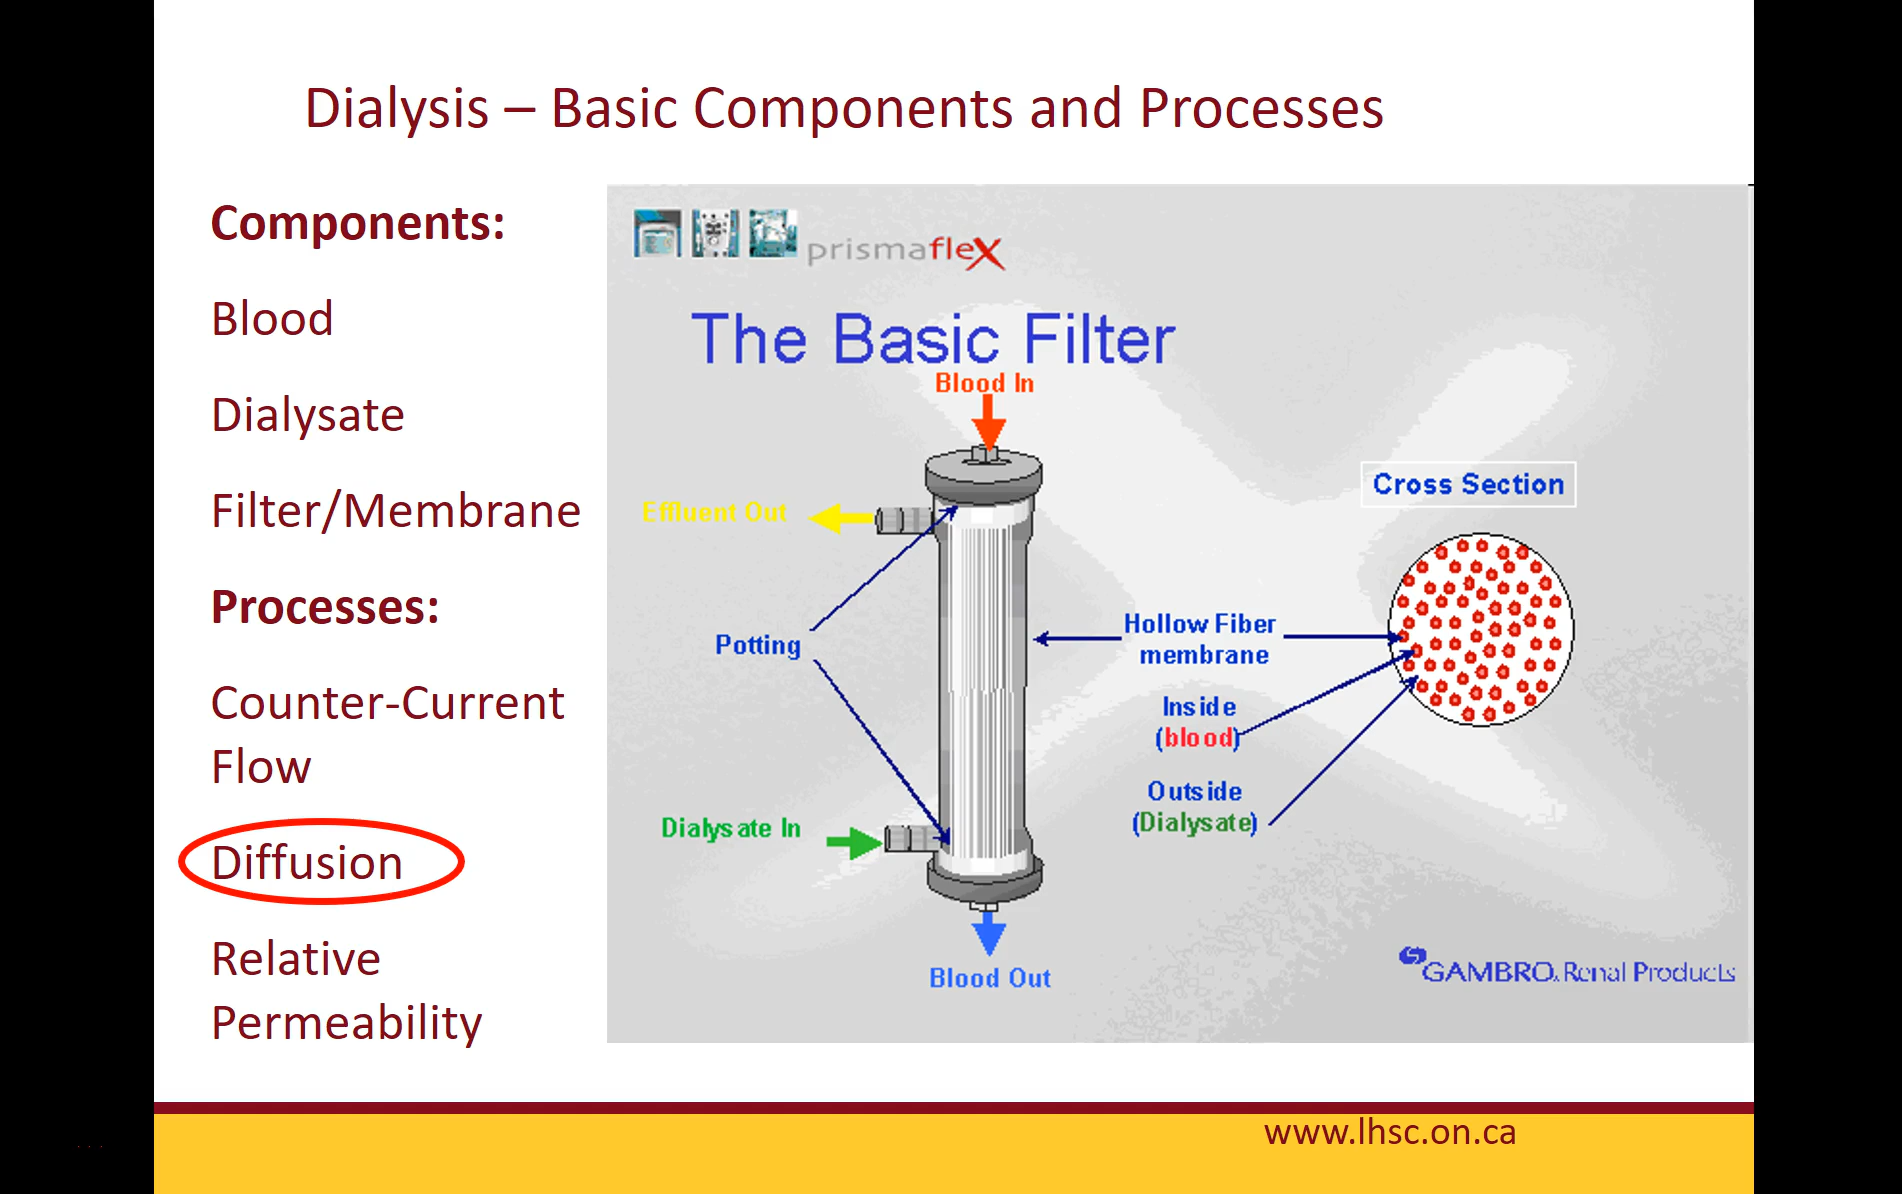 Dialysis – Basic Components and Processes
Components:
Blood
Dialysate
Filter/Membrane
Processes:
Counter-Current
Flow
Diffusion
Relative
Permeability
prismaflex
The Basic Filter
Blood In
Effluent Out
Potting
Dialysate In
Blood Out
Hollow Fiber
membrane
Inside
(blood)
Outside
(Dialysate)
Cross Section
GAMBRO® Renal Products
www.lhsc.on.ca